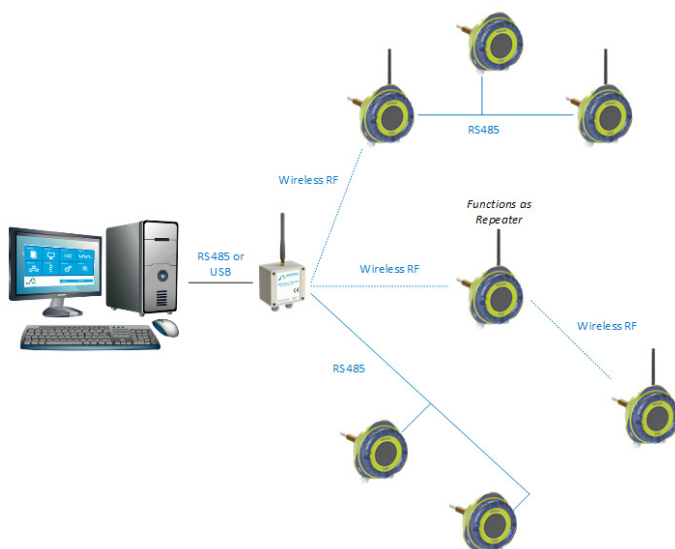 RS485
Wireless RF
Functions as
Repeater
RS485 or
USB
Wireless RF
Wireless RF
RS485